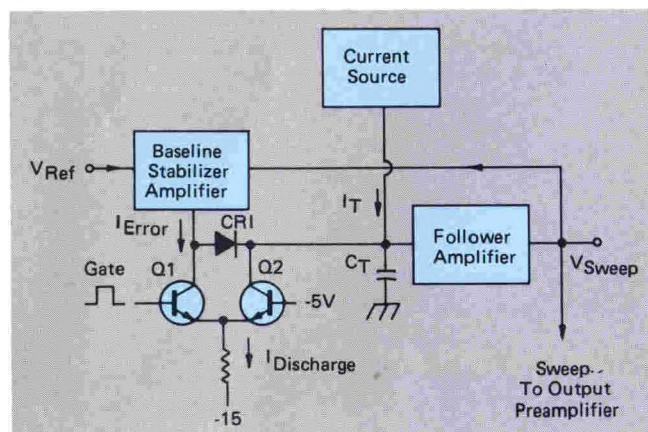 Current
Source
V Ref
Baseline
Stabilizer
Amplifier
I Error
CR1
I T
Follower
Amplifier
V Sweep
Gate
Q1
Q2
C T
-5V
I Discharge
-15
Sweep
To Output
Preamplifier